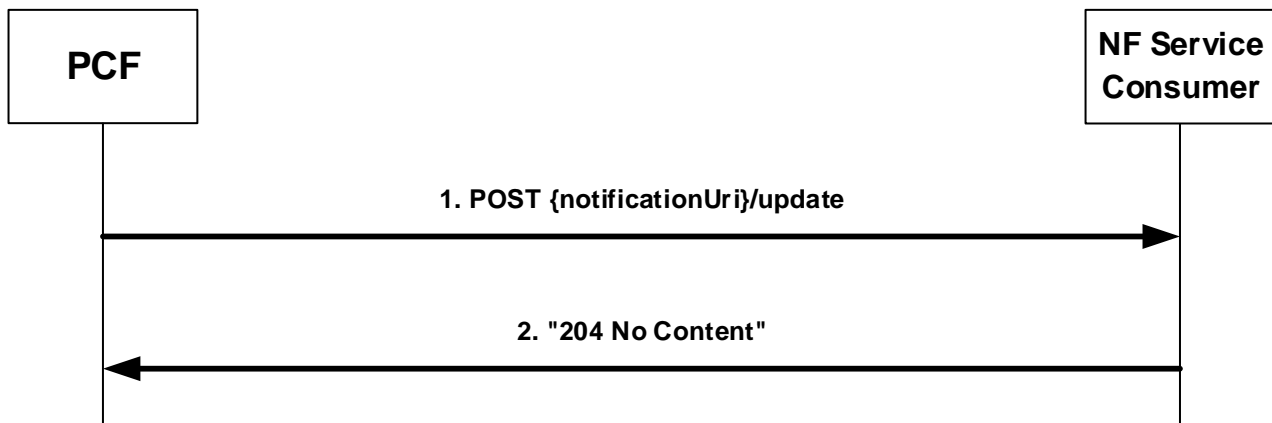 PCF
NF Service
Consumer
1. POST {notificationUri}/update
2. "204 No Content"